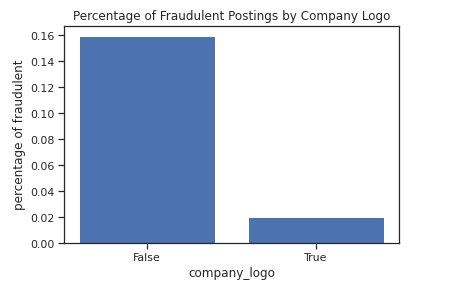 Percentage of Fraudulent Postings by Company Logo
percentage of fraudulent
0.16
0.14
0.12
0.10
0.08
0.06
0.04
0.02
0.00
False
True
company_logo